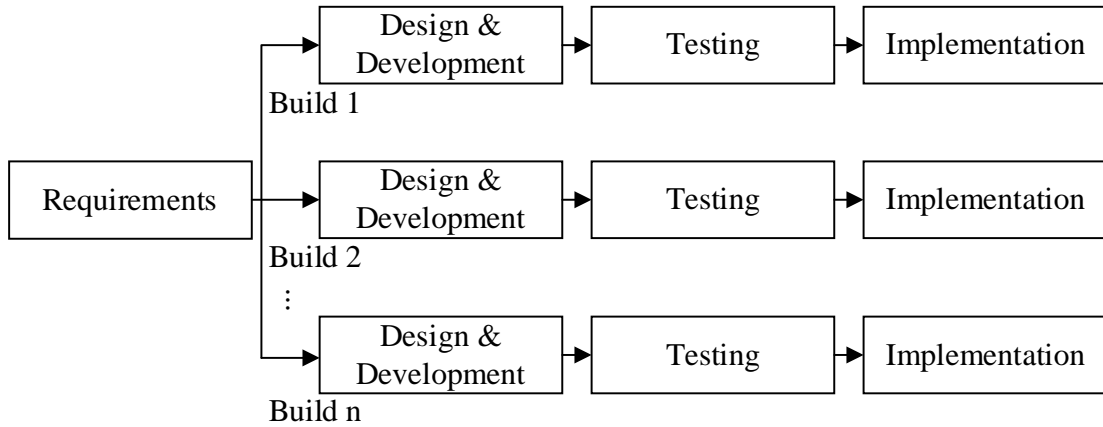 Design &
Development
Testing
Implementation
Build 1
Requirements
Design &
Development
Testing
Implementation
Build 2
⋮
Design &
Development
Testing
Implementation
Build n